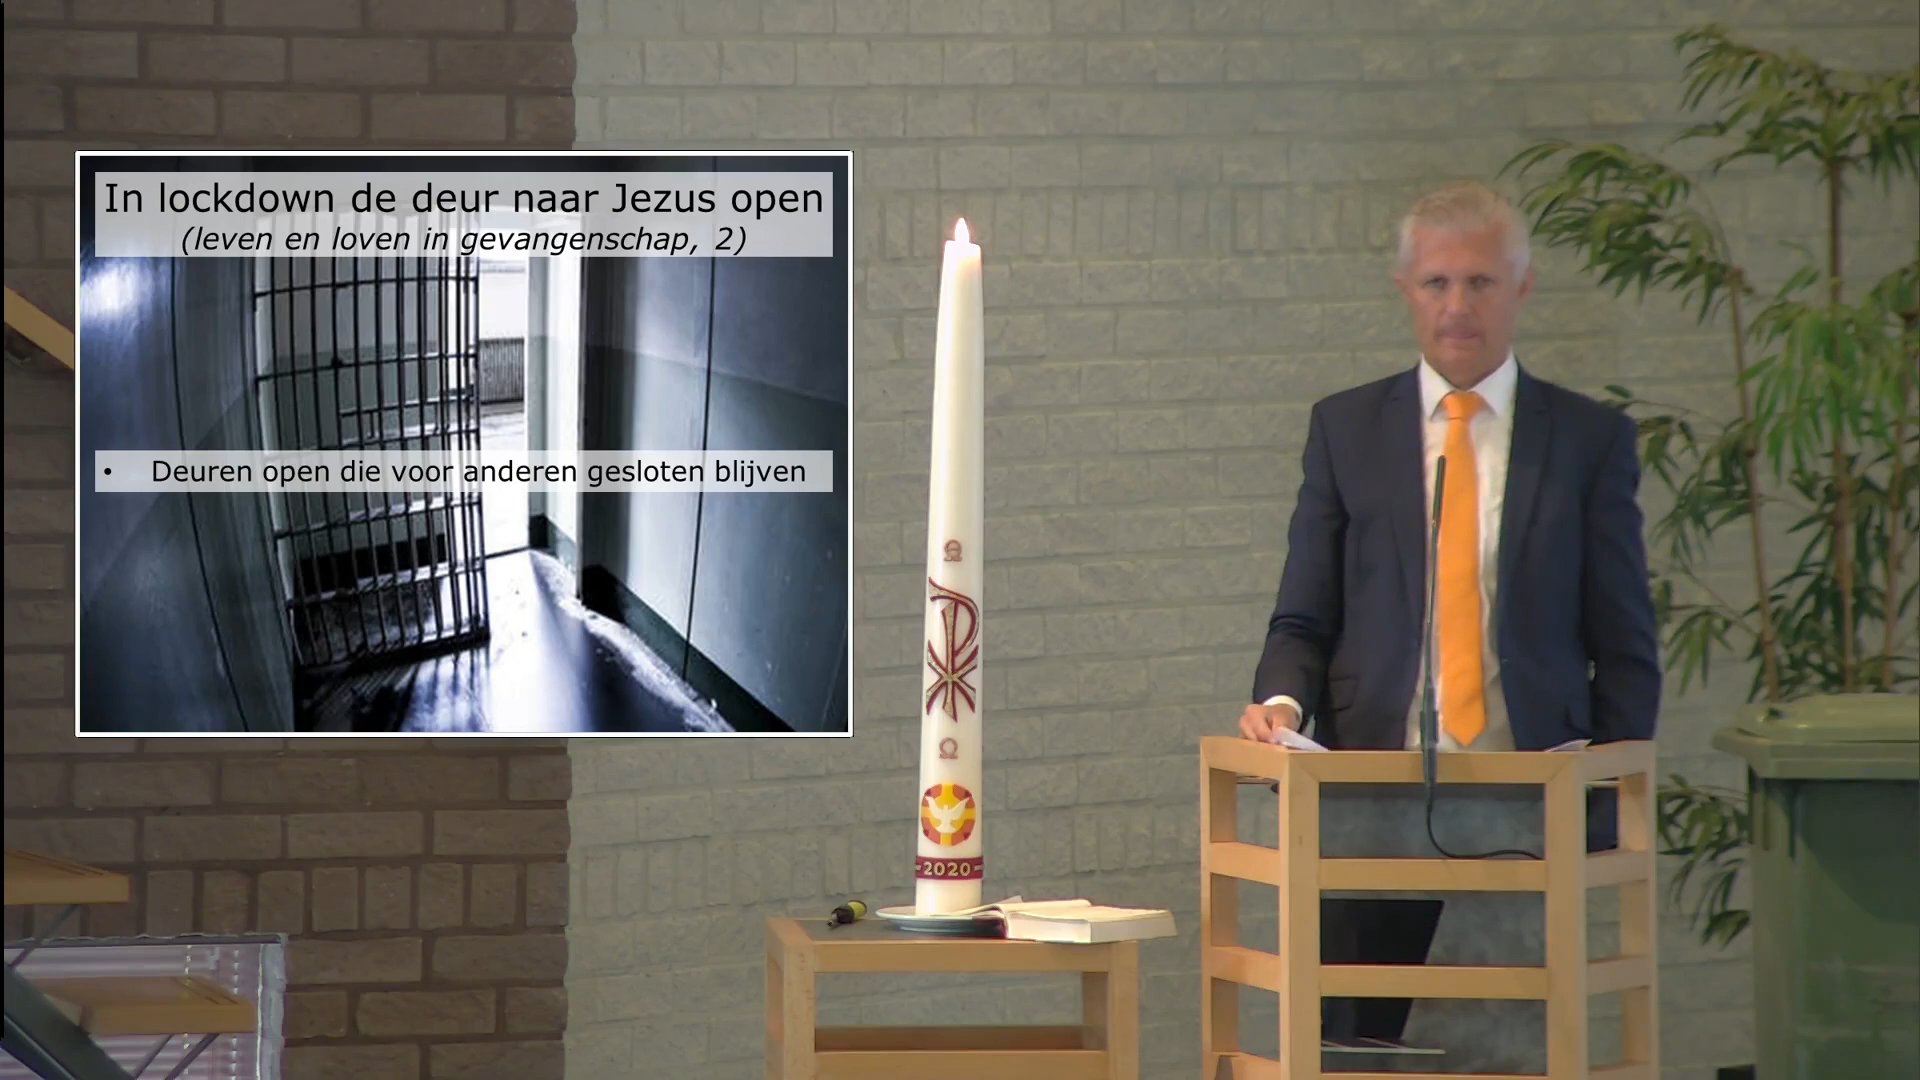 In lockdown de deur naar Jezus open
(leven en loven in gevangenschap, 2)
• Deuren open die voor anderen gesloten blijven
Ω
Ω
2020